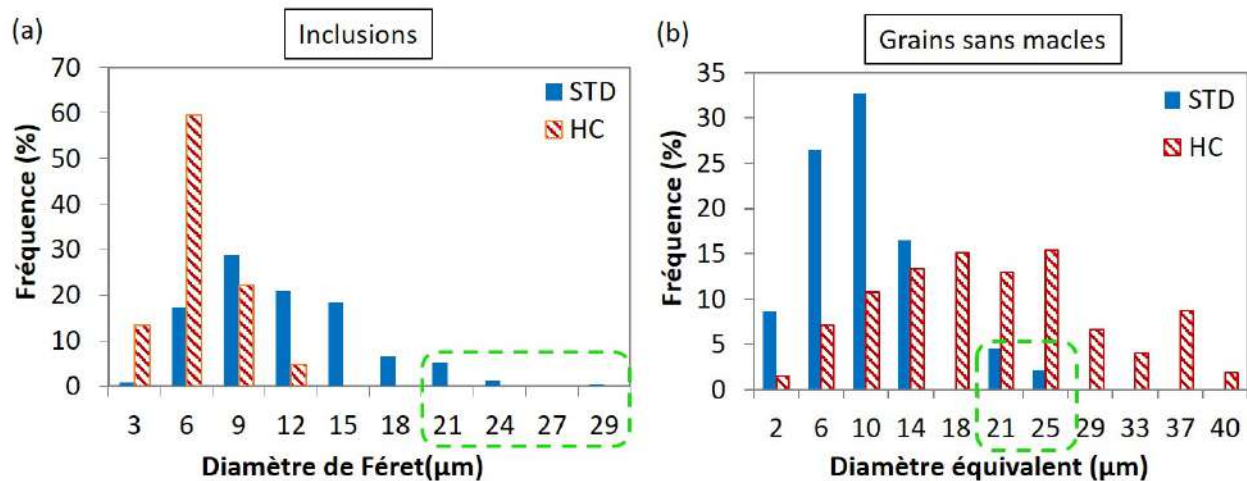 (a)
Inclusions
70
60
50
40
30
20
10
0
Fréquence (%)
STD
HC
3 6 9 12 15 18 21 24 27 29
Diamètre de Féret(µm)
(b)
Grains sans macles
35
30
25
20
15
10
5
0
Fréquence (%)
STD
HC
2 6 10 14 18 21 25 29 33 37 40
Diamètre équivalent (µm)